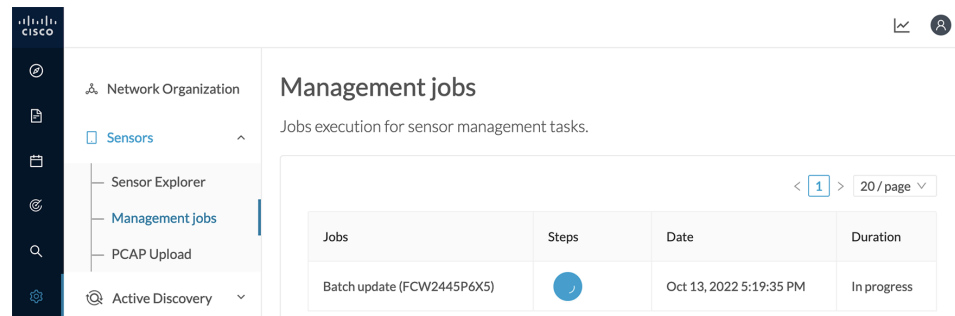 CISCO
Network Organization
Sensors
Sensor Explorer
Management jobs
PCAP Upload
Active Discovery
Management jobs
Jobs execution for sensor management tasks.
< 1 > 20 / page
Jobs Steps Date Duration
Batch update (FCW2445P6X5) Oct 13, 2022 5:19:35 PM In progress